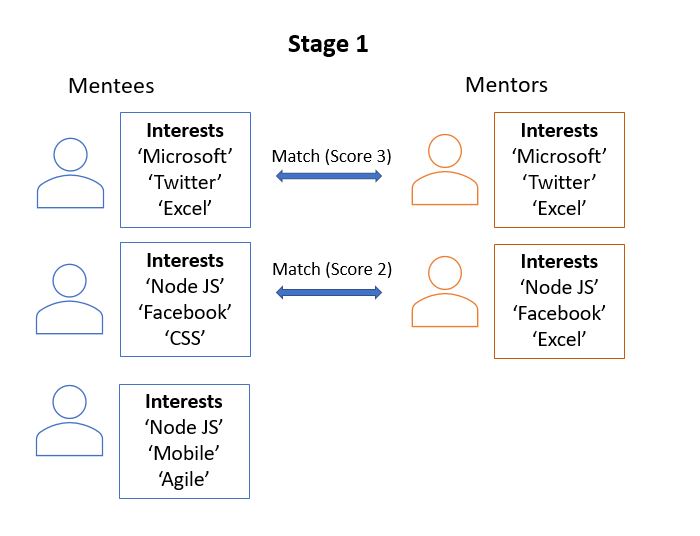 Stage 1
Mentees
Mentors
Interests
‘Microsoft’
‘Twitter’
‘Excel’
Match (Score 3)
Interests
‘Microsoft’
‘Twitter’
‘Excel’
Interests
‘Node JS’
‘Facebook’
‘CSS’
Match (Score 2)
Interests
‘Node JS’
‘Facebook’
‘Excel’
Interests
‘Node JS’
‘Mobile’
‘Agile’